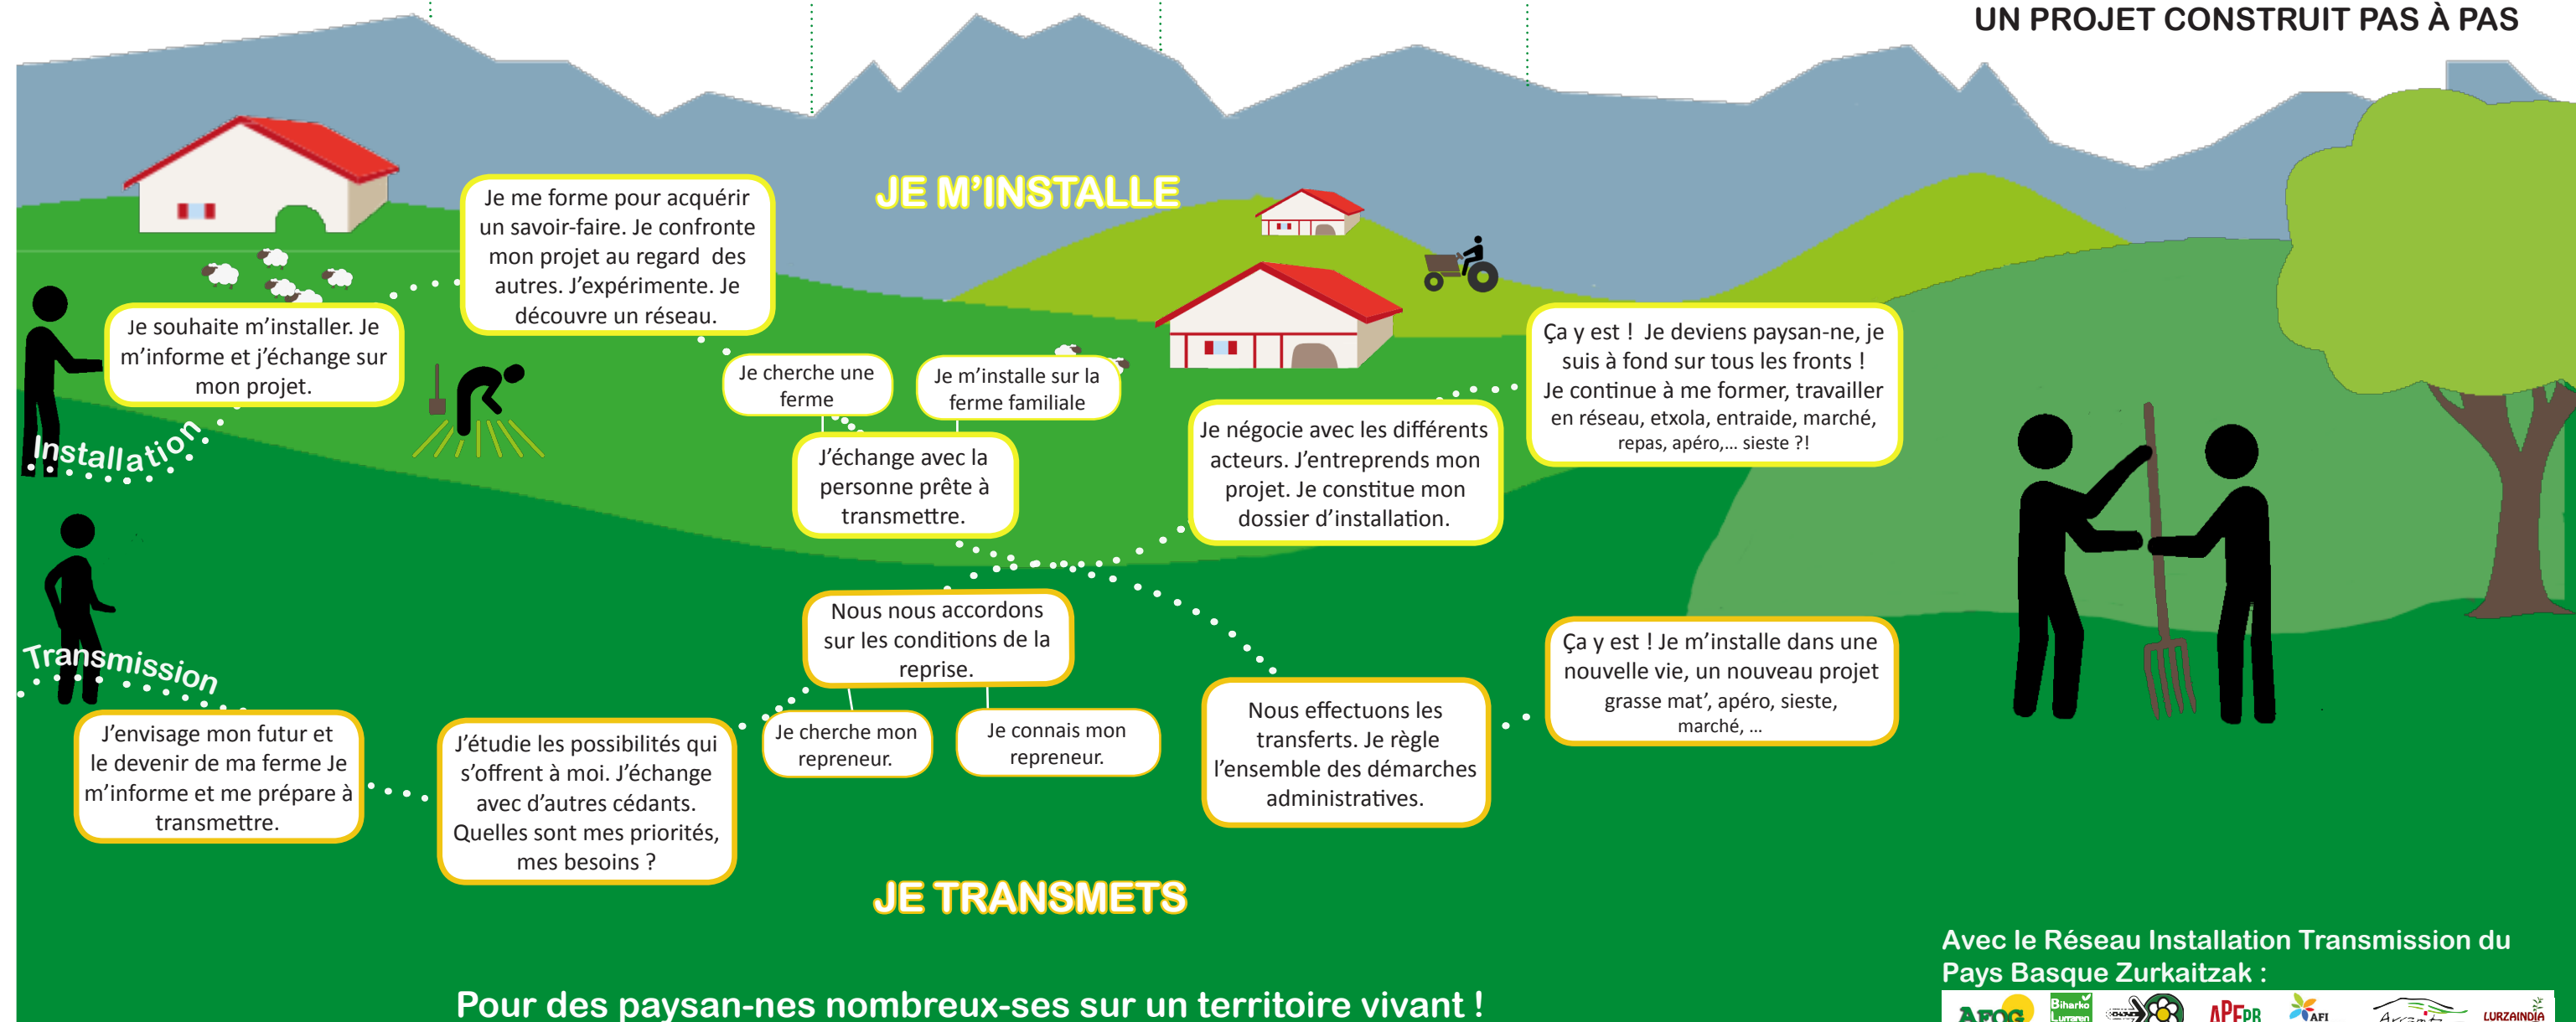 UN PROJET CONSTRUIT PAS À PAS
JE M'INSTALLE
Installation
Je souhaite m'installer. Je
m'informe et j'échange sur
mon projet.
Je me forme pour acquérir
un savoir-faire. Je confronte
mon projet au regard des
autres. J'expérimente. Je
découvre un réseau.
Je cherche une
ferme
Je m'installe sur la
ferme familiale
J'échange avec la
personne prête à
transmettre.
Je négocie avec les différents
acteurs. J'entreprends mon
projet. Je constitue mon
dossier d'installation.
Ça y est ! Je deviens paysan-ne, je
suis à fond sur tous les fronts !
Je continue à me former, travailler
en réseau, etxola, entraide, marché,
repas, apéro,... sieste ?!
Transmission
J'envisage mon futur et
le devenir de ma ferme Je
m'informe et me prépare à
transmettre.
J'étudie les possibilités qui
s'offrent à moi. J'échange
avec d'autres cédants.
Quelles sont mes priorités,
mes besoins ?
Nous nous accordons
sur les conditions de la
reprise.
Je cherche mon
repreneur.
Je connais mon
repreneur.
Nous effectuons les
transferts. Je règle
l'ensemble des démarches
administratives.
Ça y est ! Je m'installe dans une
nouvelle vie, un nouveau projet
grasse mat', apéro, sieste,
marché, ...
JE TRANSMETS
Pour des paysan-nes nombreux-ses sur un territoire vivant !
Avec le Réseau Installation Transmission du
Pays Basque Zurkaitzak :
AFOG
Biharko
Lurraren
APFPB
AFI
LURZAINDIA